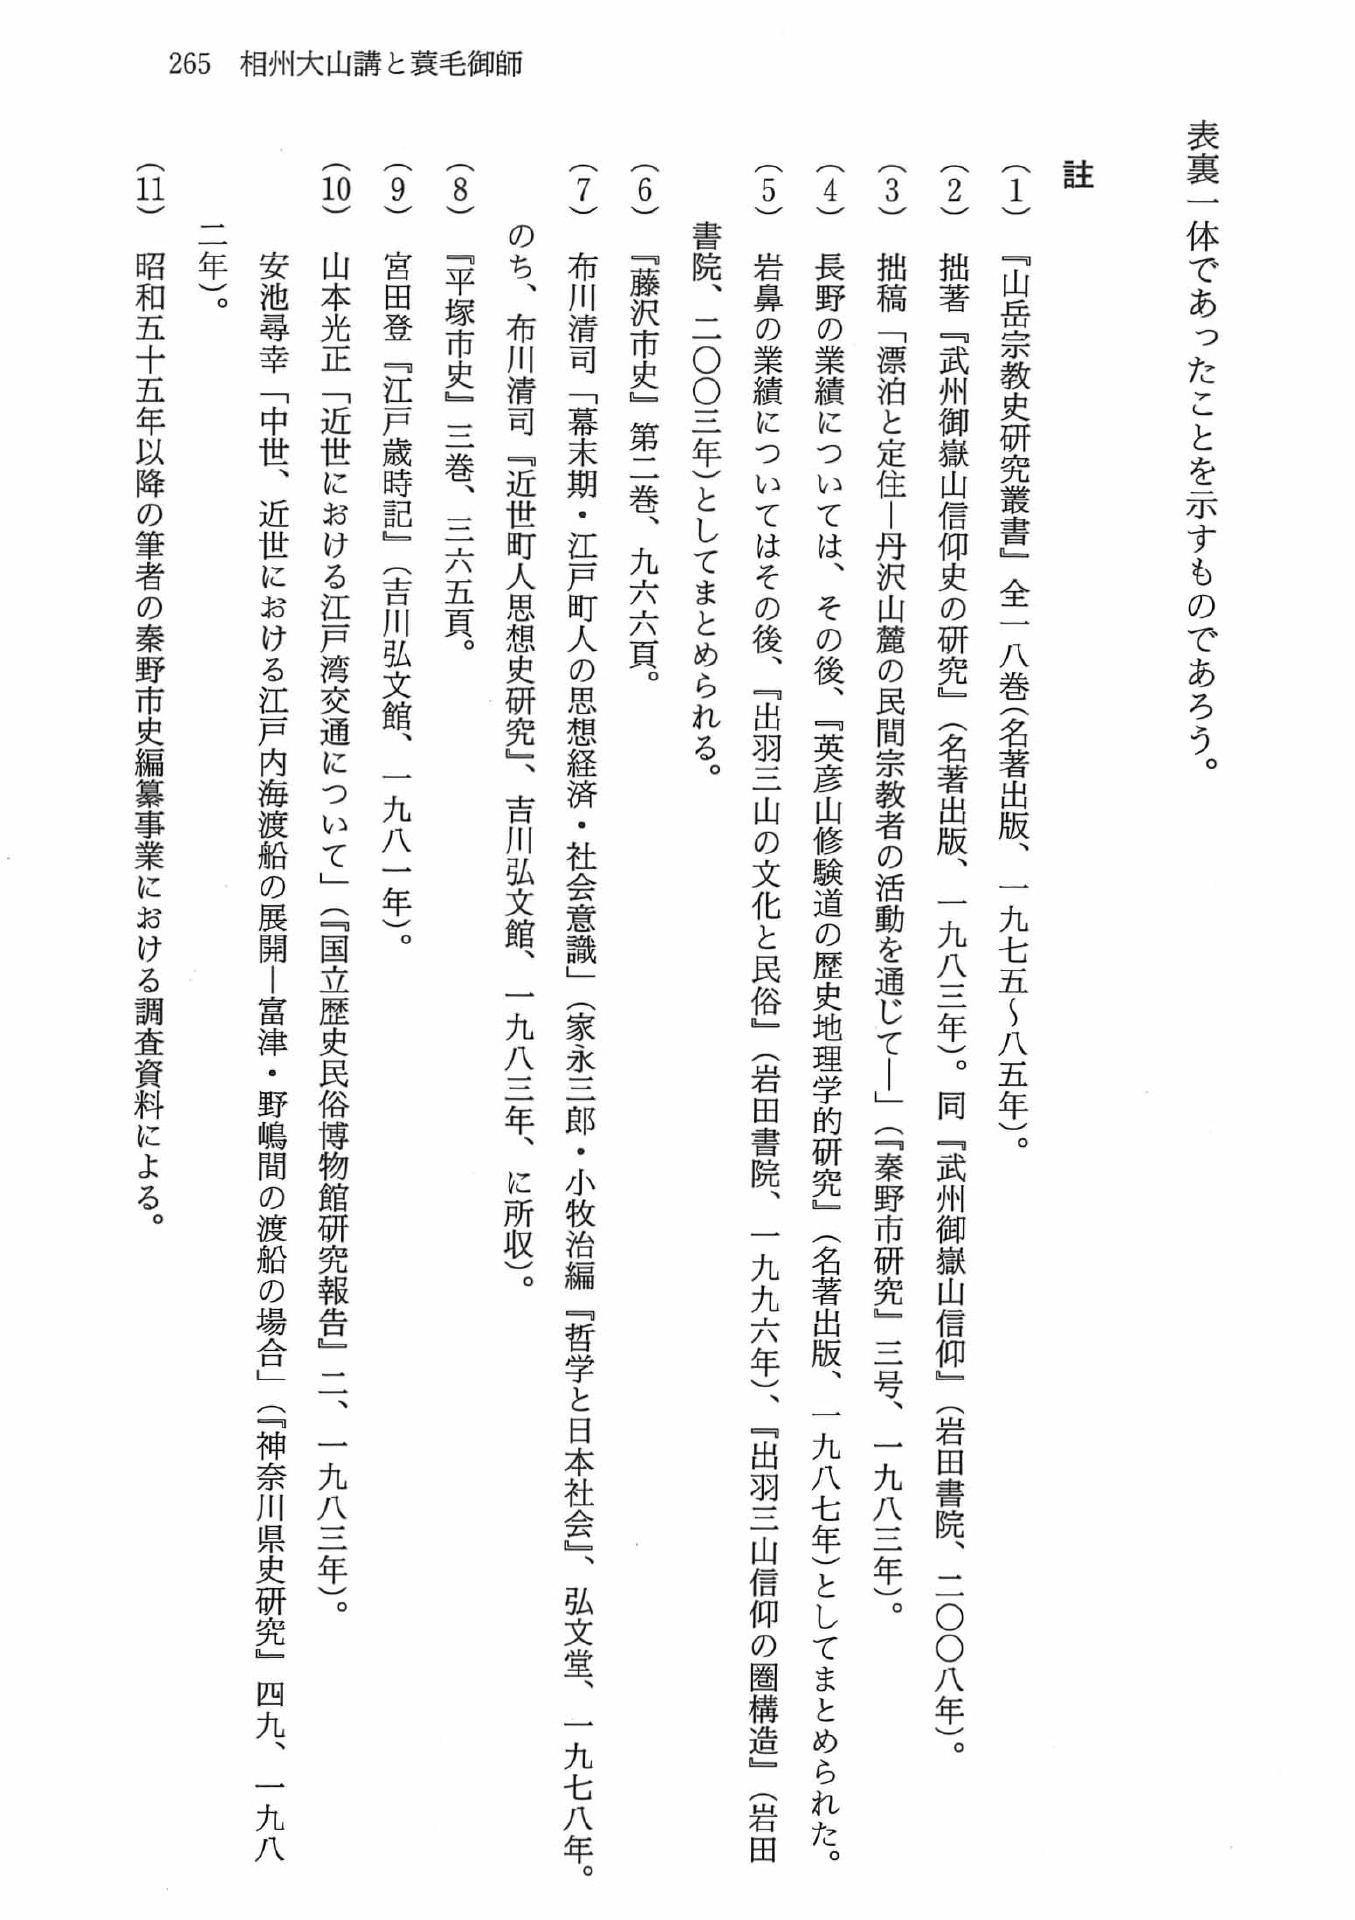 265　相州大山講と蓑毛御師
表裏一体であったことを示すものであろう。
註
（1）　『山岳宗教史研究叢書』全一八巻（名著出版、一九七五～八五年）。
（2）　拙著『武州御嶽山信仰史の研究』（名著出版、一九八三年）。同『武州御嶽山信仰』（岩田書院、二〇〇八年）。
（3）　拙稿「漂泊と定住―丹沢山麓の民間宗教者の活動を通じて―」（『秦野市研究』三号、一九八三年）。
（4）　長野の業績については、その後、『英彦山修験道の歴史地理学的研究』（名著出版、一九八七年）としてまとめられた。
（5）　岩鼻の業績についてはその後、『出羽三山の文化と民俗』（岩田書院、一九九六年）、『出羽三山信仰の圏構造』（岩田
書院、二〇〇三年）としてまとめられる。
（6）　『藤沢市史』第二巻、九六六頁。
（7）　布川清司「幕末期・江戸町人の思想経済・社会意識」（家永三郎・小牧治編『哲学と日本社会』、弘文堂、一九七八年。
のち、布川清司『近世町人思想史研究』、吉川弘文館、一九八三年、に所収）。
（8）　『平塚市史』三巻、三六五頁。
（9）　宮田登『江戸歳時記』（吉川弘文館、一九八一年）。
（10）　山本光正「近世における江戸湾交通について」（『国立歴史民俗博物館研究報告』二、一九八三年）。
安池尋幸「中世、近世における江戸内海渡船の展開―富津・野嶋間の渡船の場合」（『神奈川県史研究』四九、一九八
二年）。
（11）　昭和五十五年以降の筆者の秦野市史編纂事業における調査資料による。